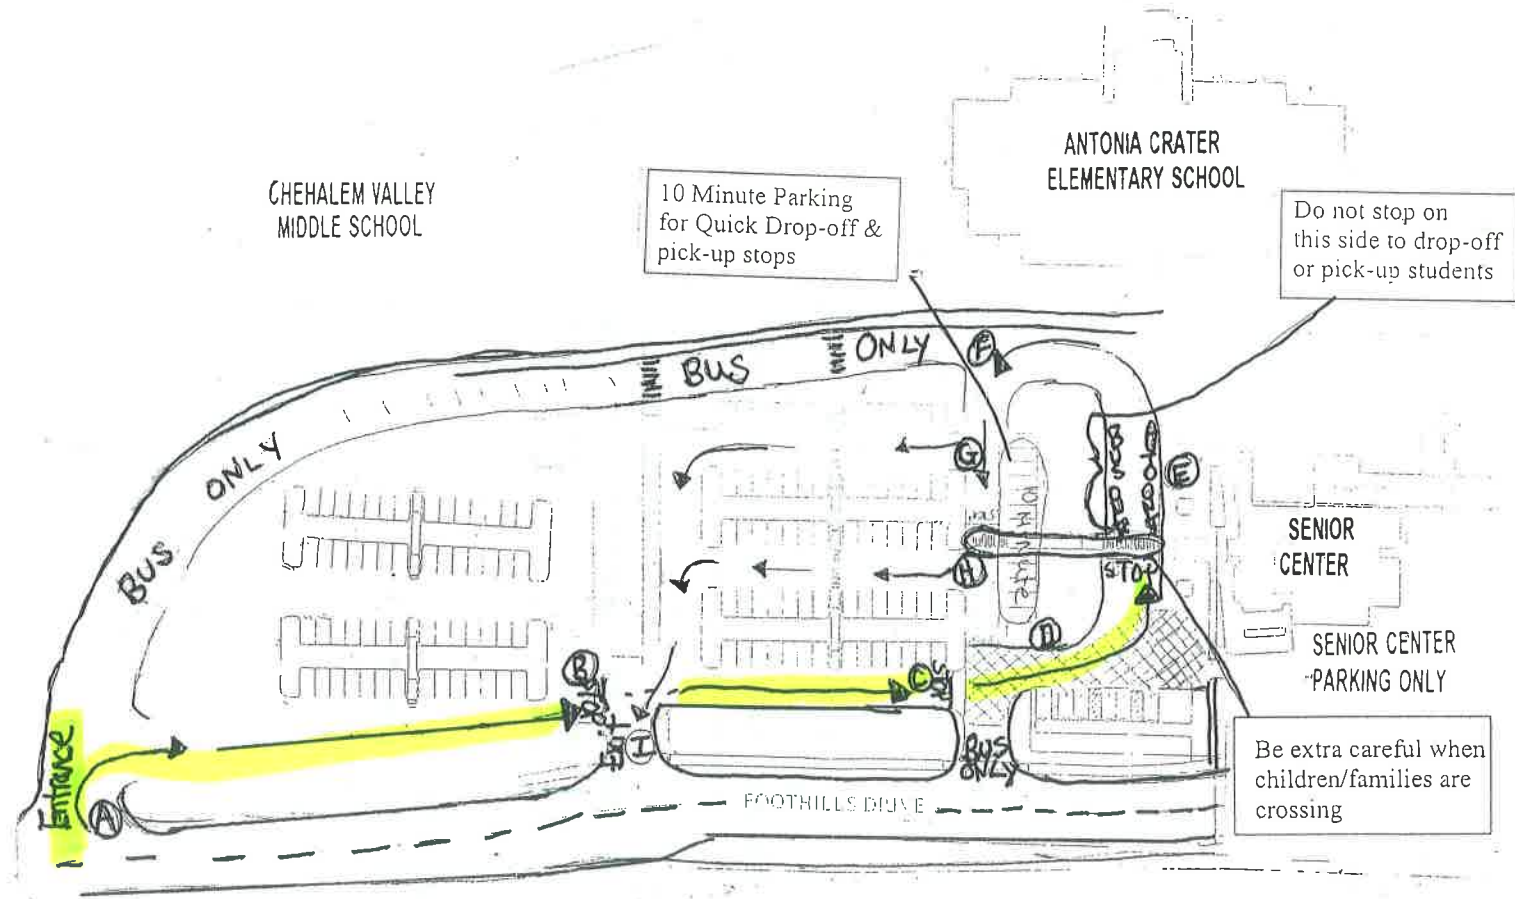 ANTONIA CRATER
ELEMENTARY SCHOOL
CHEHALEM VALLEY
MIDDLE SCHOOL
10 Minute Parking
for Quick Drop-off &
pick-up stops
Do not stop on
this side to drop-off
or pick-up students
BUS ONLY
F
BUS ONLY
G
E
10 Minute
H
STOP
SENIOR
CENTER
BUS
D
SENIOR CENTER
PARKING ONLY
B
C
STOP
Exit
I
Entrance
A
BUS
ONLY
Be extra careful when
children/families are
crossing
FOOTHILLS DRIVE